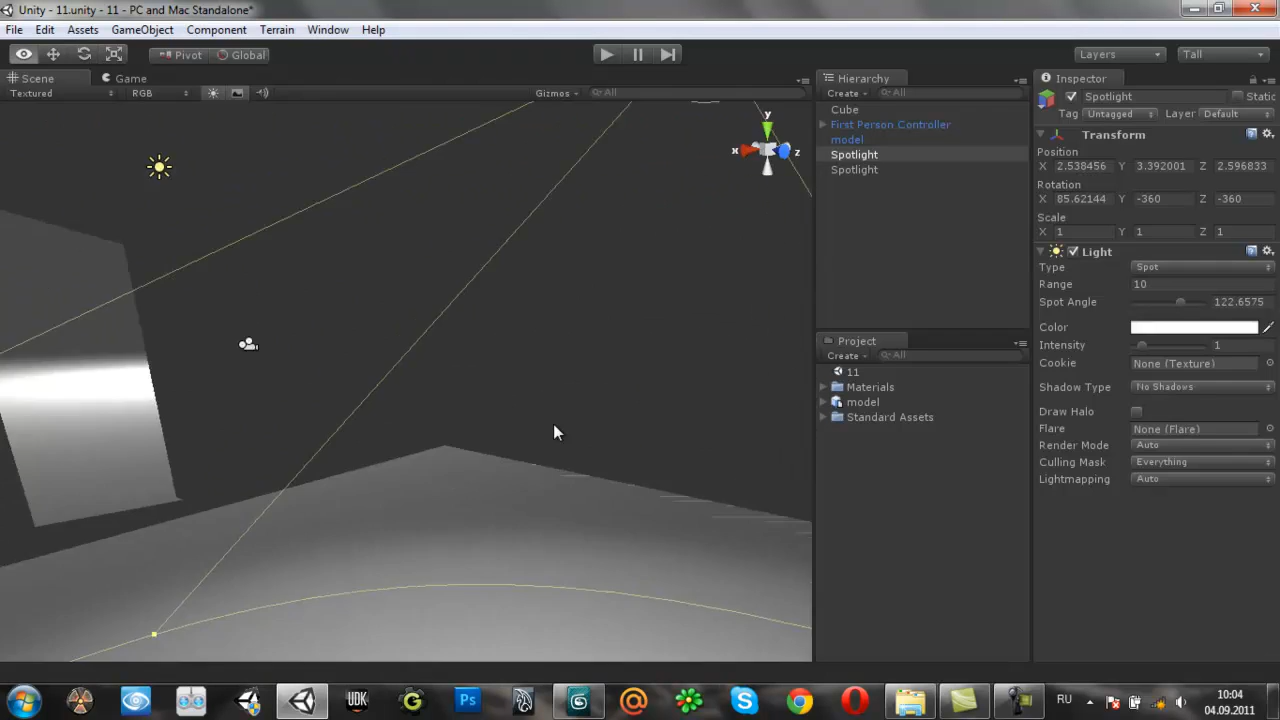 Unity - 11.unity - 11 - PC and Mac Standalone*
File Edit Assets GameObject Component Terrain Window Help
Pivot Global Layers Tall
Scene Game
Textured RGB Gizmos All
y
x
z
Hierarchy
Create All
Cube
First Person Controller
model
Spotlight
Spotlight
Project
Create All
11
Materials
model
Standard Assets
Inspector
Spotlight Static
Tag Untagged Layer Default
Transform
Position
X 2.538456 Y 3.392001 Z 2.596833
Rotation
X 85.62144 Y -360 Z -360
Scale
X 1 Y 1 Z 1
Light
Type Spot
Range 10
Spot Angle 122.6575
Color
Intensity 1
Cookie None (Texture)
Shadow Type No Shadows
Draw Halo
Flare None (Flare)
Render Mode Auto
Culling Mask Everything
Lightmapping Auto
UDK
Ps
RU
10:04
04.09.2011